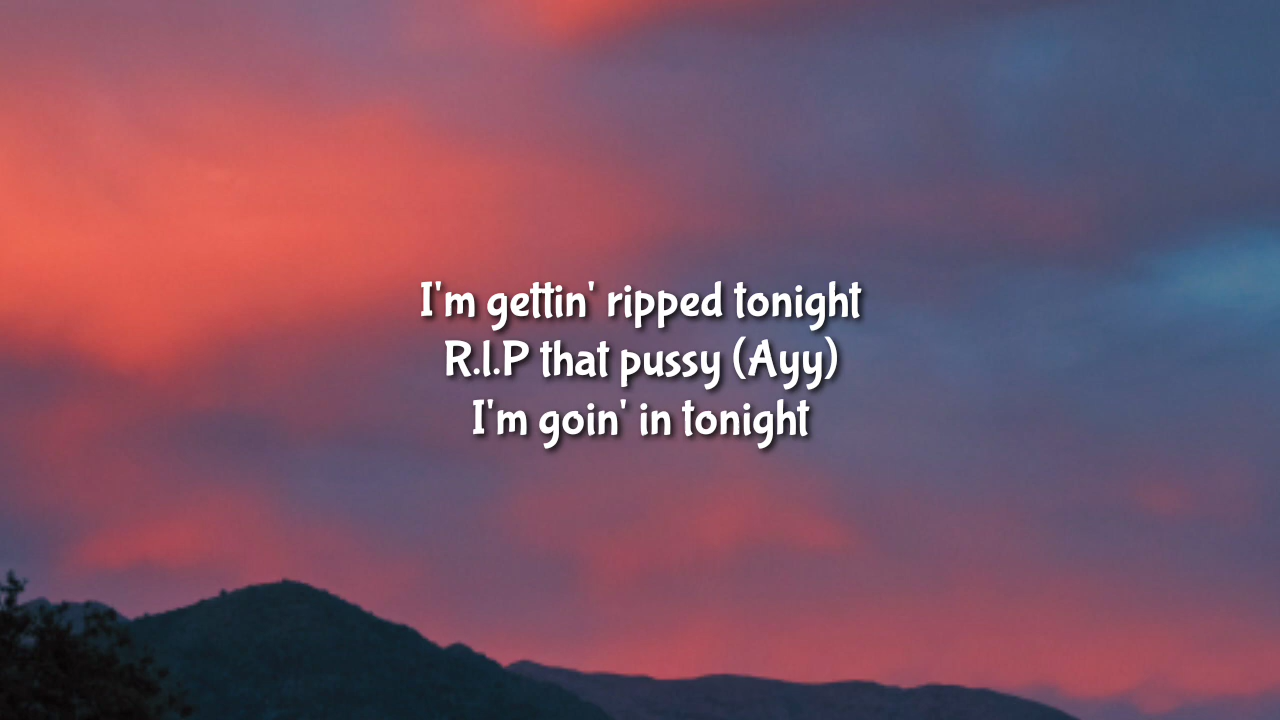 I'm gettin' ripped tonight
R.I.P that pussy (Ayy)
I'm goin' in tonight